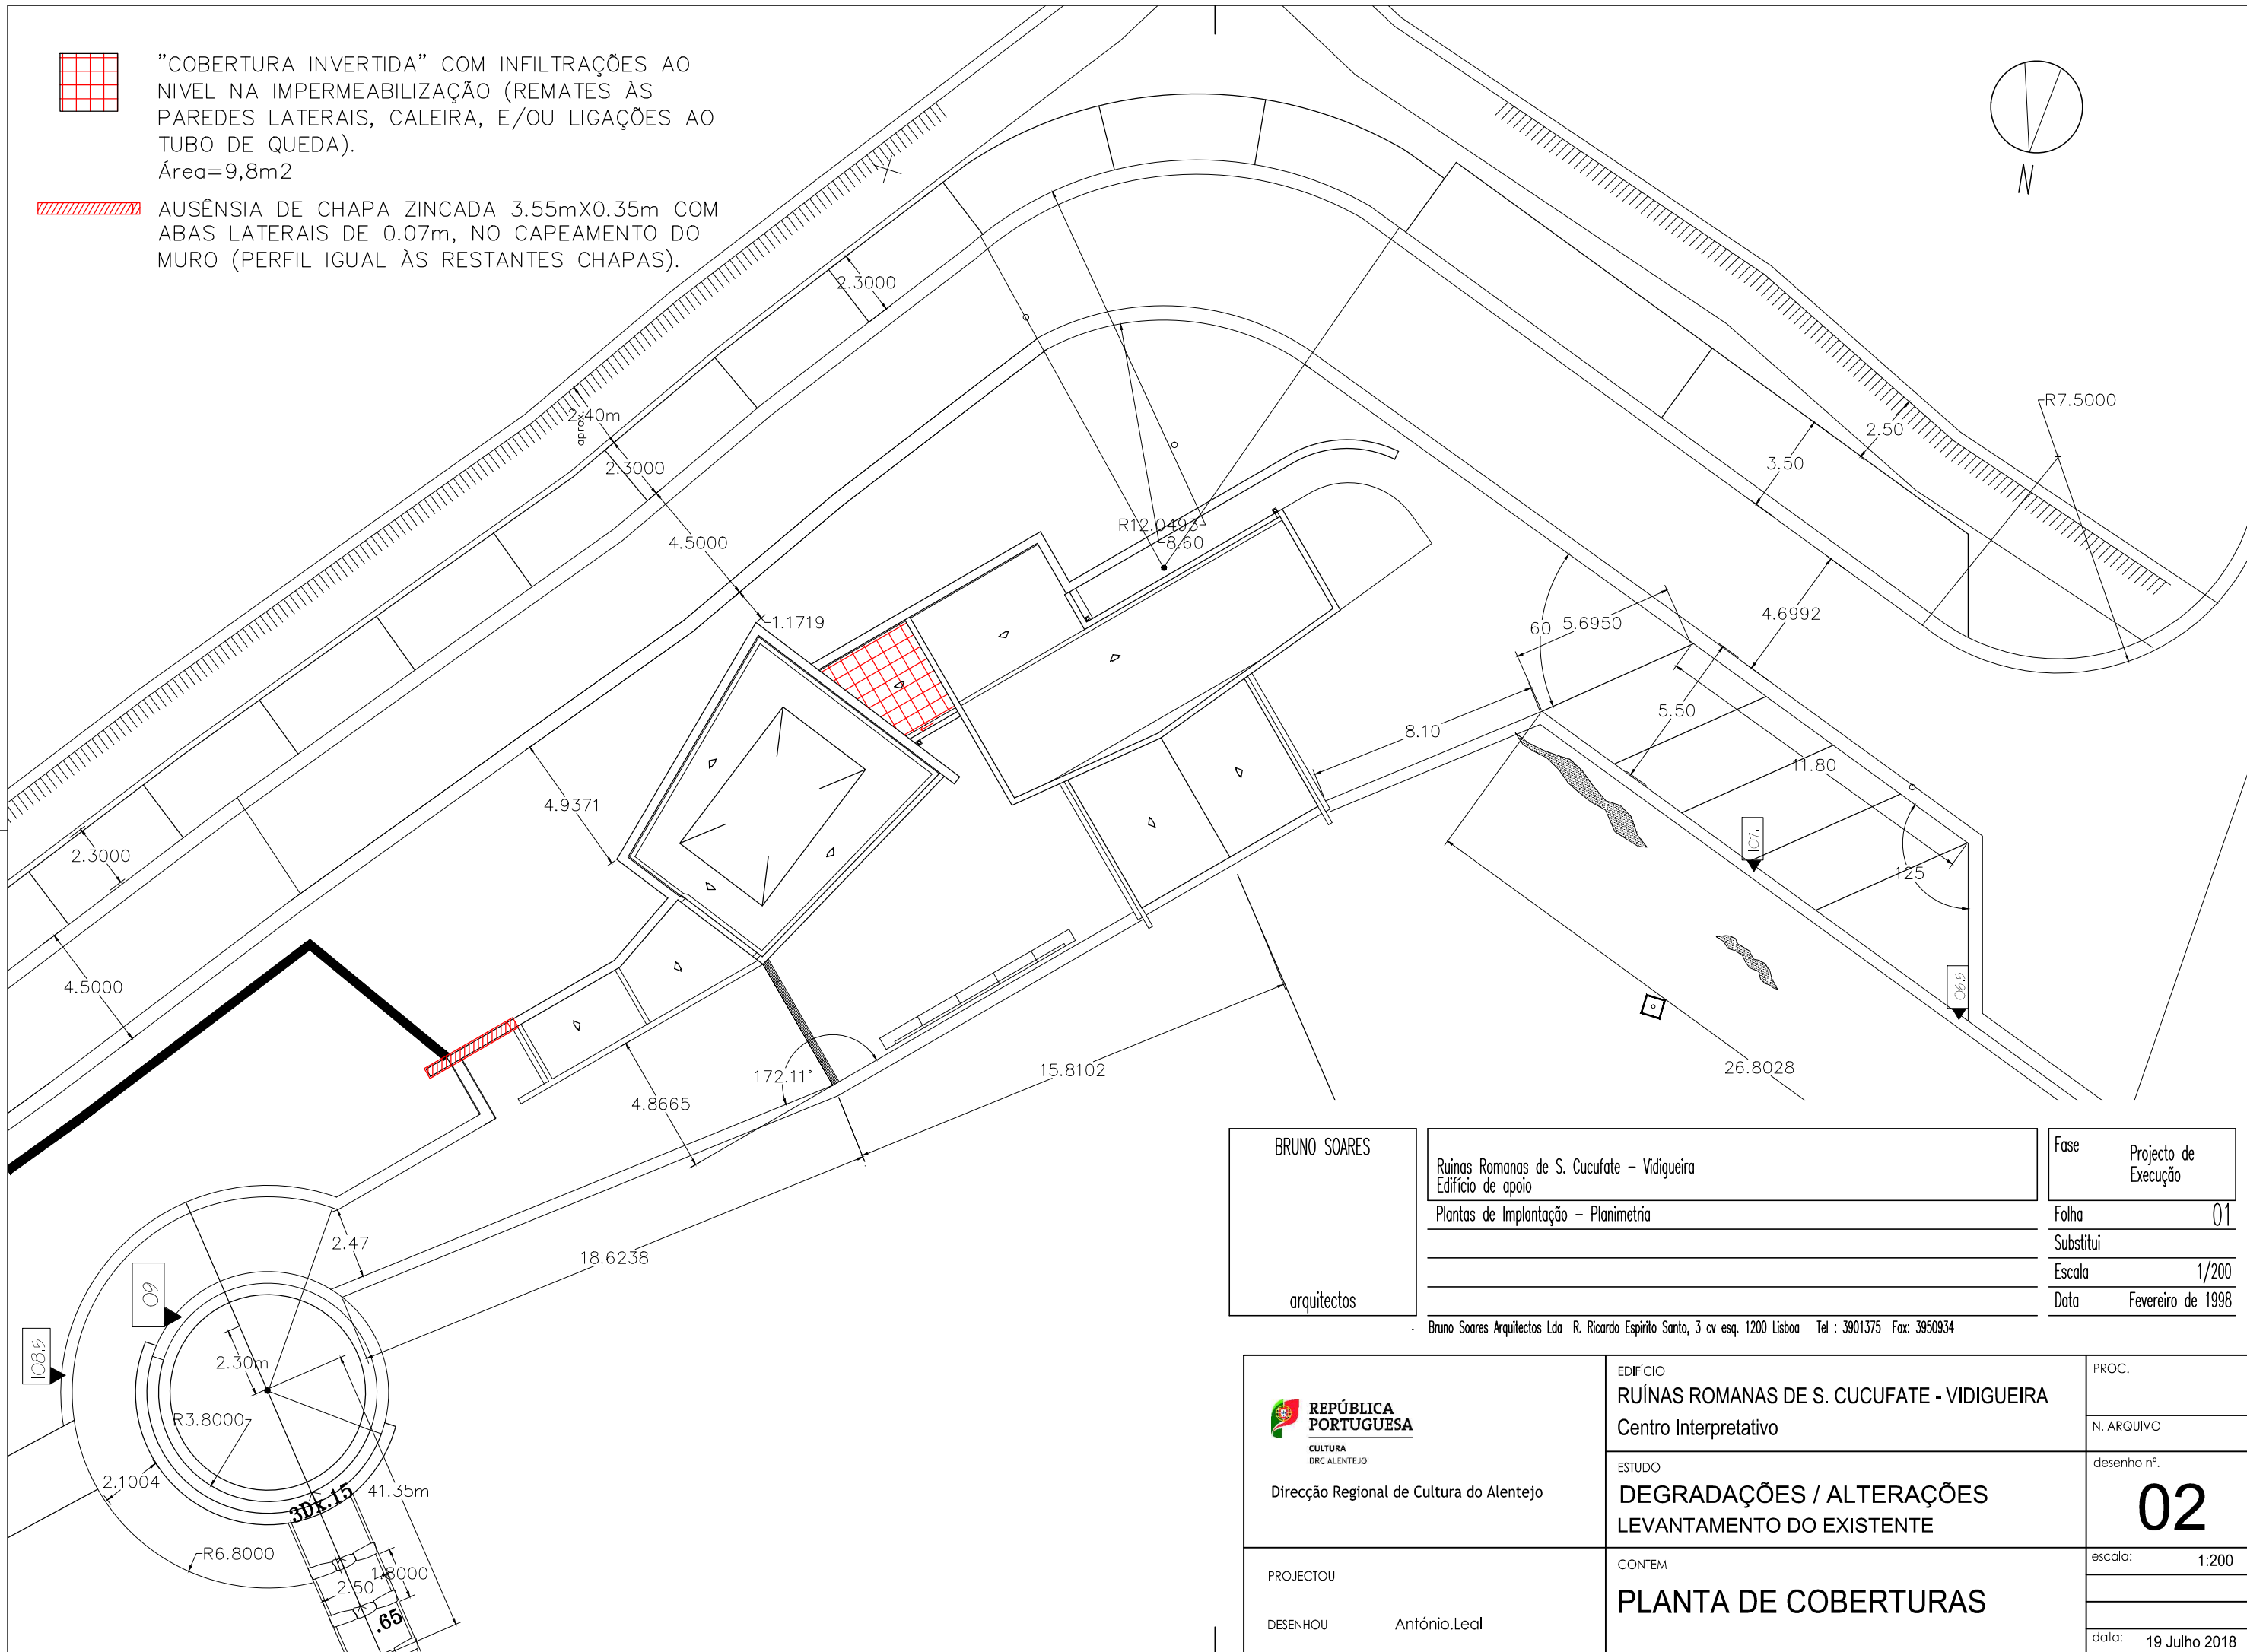 "COBERTURA INVERTIDA" COM INFILTRAÇÕES AO
NIVEL NA IMPERMEABILIZAÇÃO (REMATES ÀS
PAREDES LATERAIS, CALEIRA, E/OU LIGAÇÕES AO
TUBO DE QUEDA).
Área=9,8m2
AUSÊNSIA DE CHAPA ZINCADA 3.55mX0.35m COM
ABAS LATERAIS DE 0.07m, NO CAPEAMENTO DO
MURO (PERFIL IGUAL ÀS RESTANTES CHAPAS).
N
2.3000
R7.5000
2.40m
aprox
2.50
2.3000
3.50
R12.0493
8.60
4.5000
1.1719
60
5.6950
4.6992
5.50
8.10
11.80
4.9371
107.
2.3000
125
4.5000
106.5
172.11°
15.8102
26.8028
4.8665
2.47
18.6238
109.
108.5
2.30m
R3.8000
2.1004
3Dx.15
41.35m
R6.8000
2.50
1.8000
.65
BRUNO SOARES
arquitectos
Ruinas Romanas de S. Cucufate – Vidigueira
Edifício de apoio
Plantas de Implantação – Planimetria
Fase
Projecto de
Execução
Folha 01
Substitui
Escala 1/200
Data Fevereiro de 1998
Bruno Soares Arquitectos Lda R. Ricardo Espirito Santo, 3 cv esq. 1200 Lisboa Tel : 3901375 Fax: 3950934
REPÚBLICA
PORTUGUESA
CULTURA
DRC ALENTEJO
Direcção Regional de Cultura do Alentejo
EDIFÍCIO
RUÍNAS ROMANAS DE S. CUCUFATE - VIDIGUEIRA
Centro Interpretativo
PROC.
N. ARQUIVO
ESTUDO
DEGRADAÇÕES / ALTERAÇÕES
LEVANTAMENTO DO EXISTENTE
desenho nº.
02
PROJECTOU
DESENHOU António.Leal
CONTEM
PLANTA DE COBERTURAS
escala: 1:200
data: 19 Julho 2018